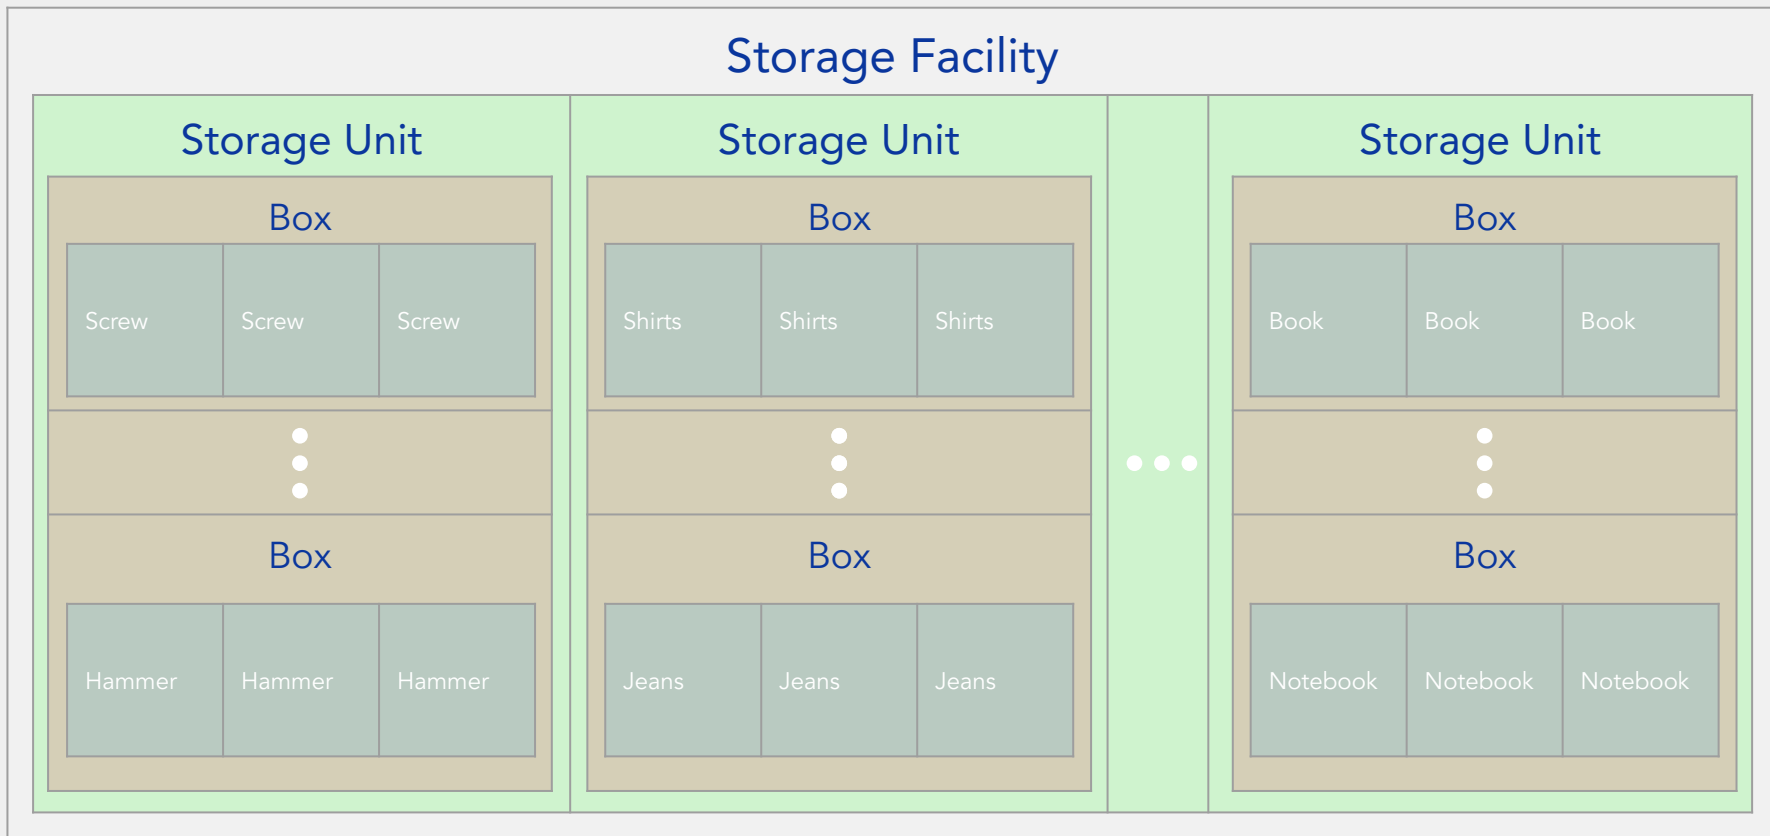 Storage Facility
Storage Unit
Storage Unit
Storage Unit
Box
Box
Box
Screw Screw Screw
Shirts Shirts Shirts
Book Book Book
Box
Box
Box
Hammer Hammer Hammer
Jeans Jeans Jeans
Notebook Notebook Notebook